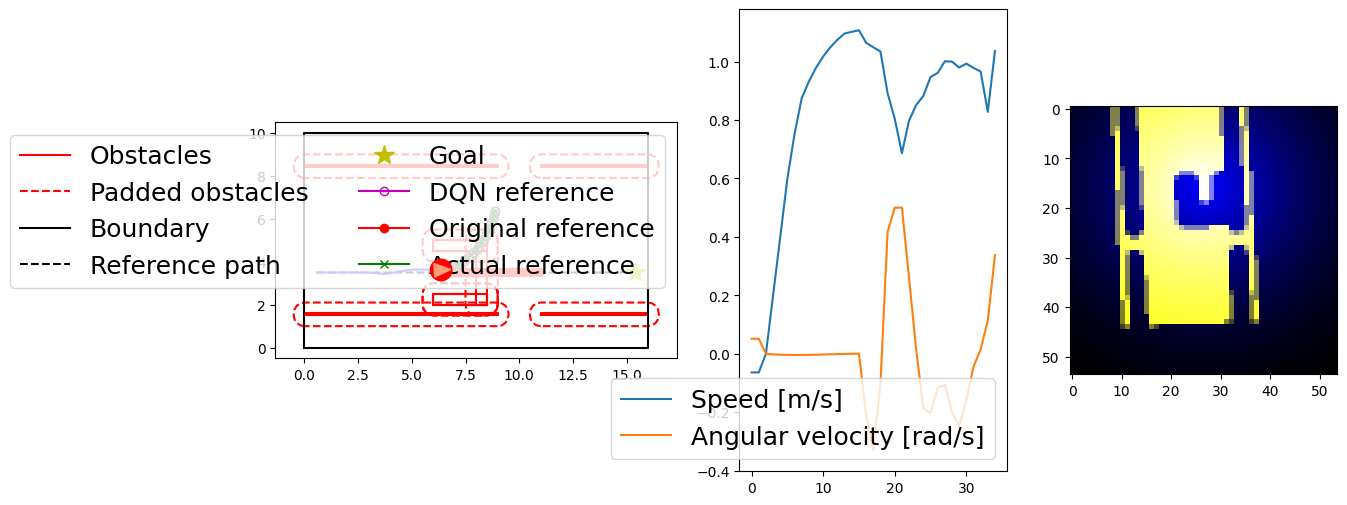 Obstacles
Padded obstacles
Boundary
Reference path
Goal
DQN reference
Original reference
Actual reference
10
8
6
4
2
0
0.0 2.5 5.0 7.5 10.0 12.5 15.0
1.0
0.8
0.6
0.4
0.2
0.0
−0.2
−0.4
0 10 20 30
Speed [m/s]
Angular velocity [rad/s]
0
10
20
30
40
50
0 10 20 30 40 50